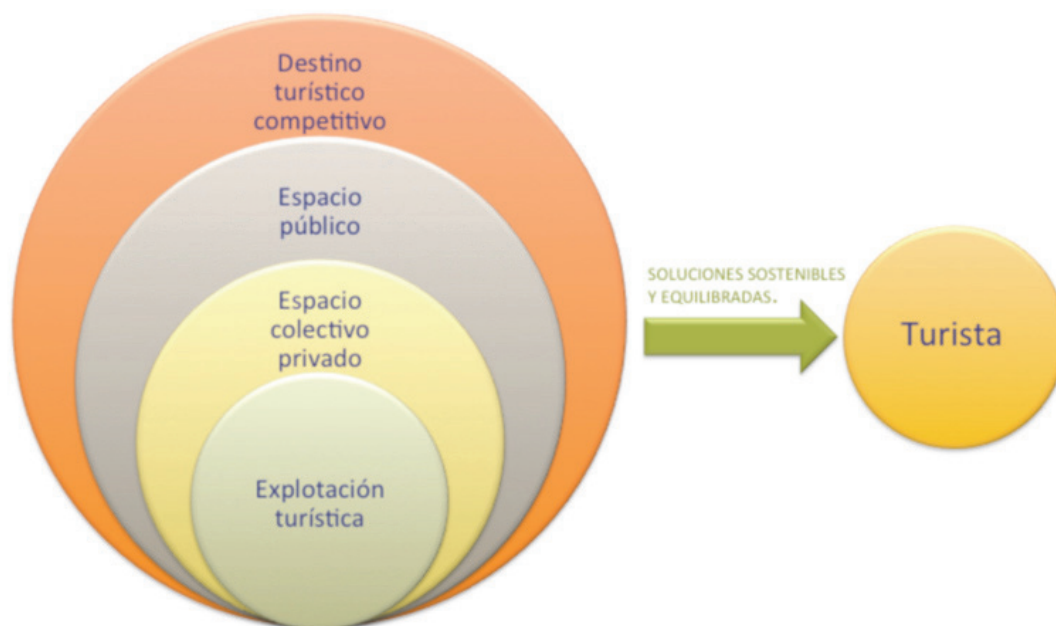 Destino
turístico
competitivo
Espacio
público
Espacio
colectivo
privado
Explotación
turística
SOLUCIONES SOSTENIBLES
Y EQUILIBRADAS.
Turista